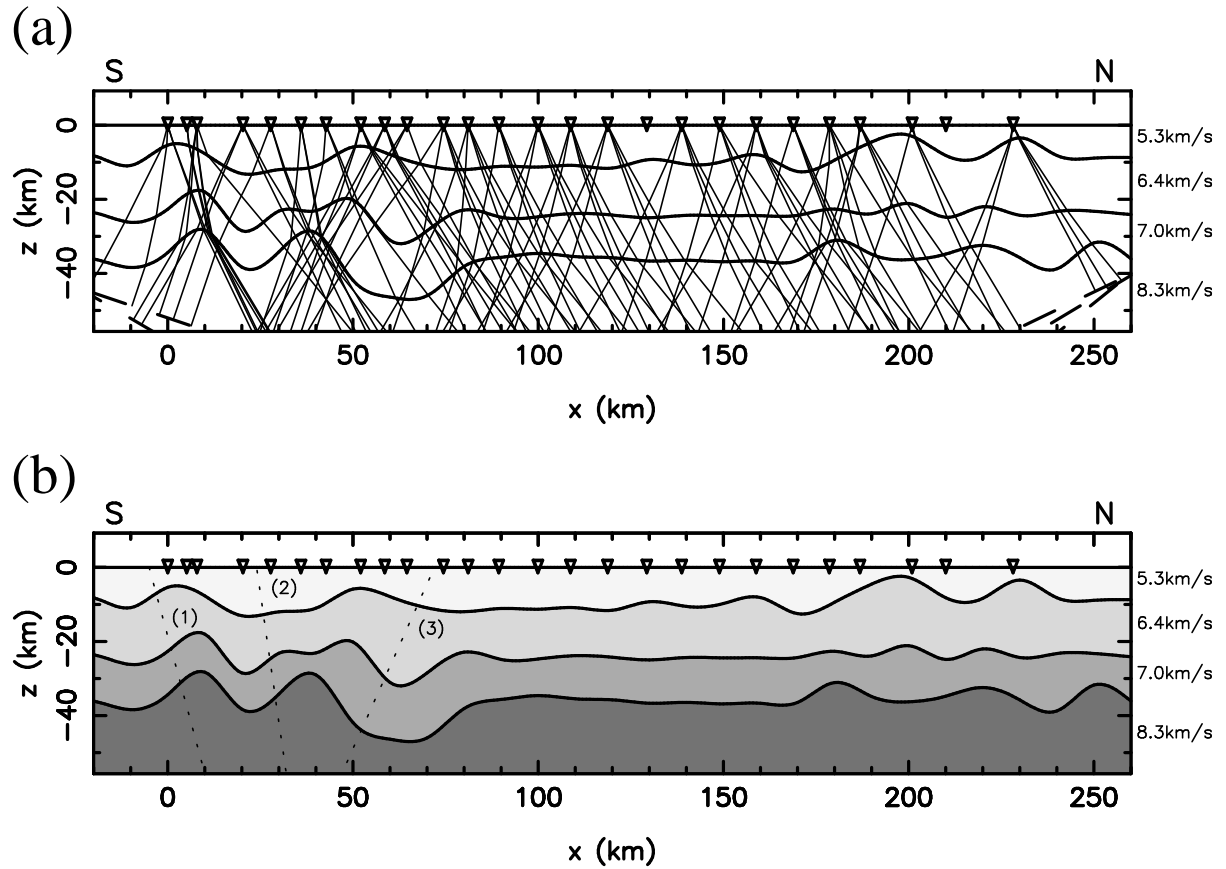 (a)
S N
0 5.3km/s
6.4km/s
−20
7.0km/s
−40
8.3km/s
z (km)
0 50 100 150 200 250
x (km)
(b)
S N
0 5.3km/s
(2)
(1) (3) 6.4km/s
−20
7.0km/s
−40
8.3km/s
z (km)
0 50 100 150 200 250
x (km)